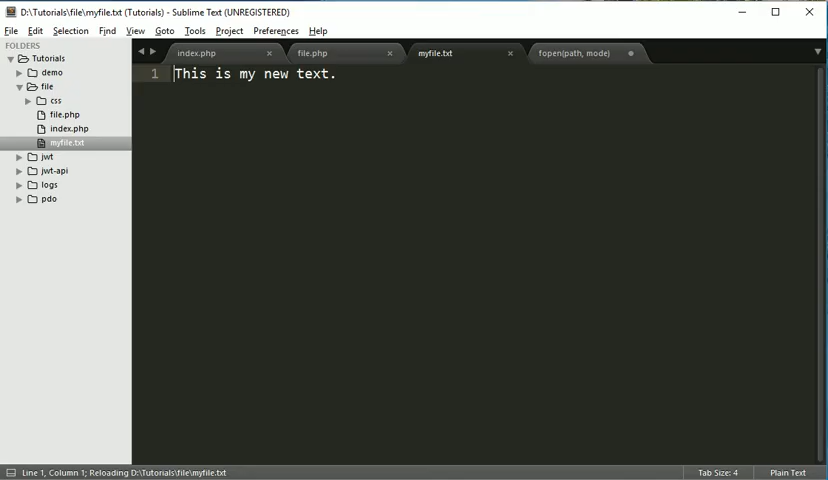 D:\Tutorials\file\myfile.txt (Tutorials) - Sublime Text (UNREGISTERED)
File Edit Selection Find View Goto Tools Project Preferences Help
FOLDERS
Tutorials
demo
file
css
file.php
index.php
myfile.txt
jwt
jwt-api
logs
pdo
index.php file.php myfile.txt fopen(path, mode)
1 This is my new text.
Line 1, Column 1; Reloading D:\Tutorials\file\myfile.txt Tab Size: 4 Plain Text